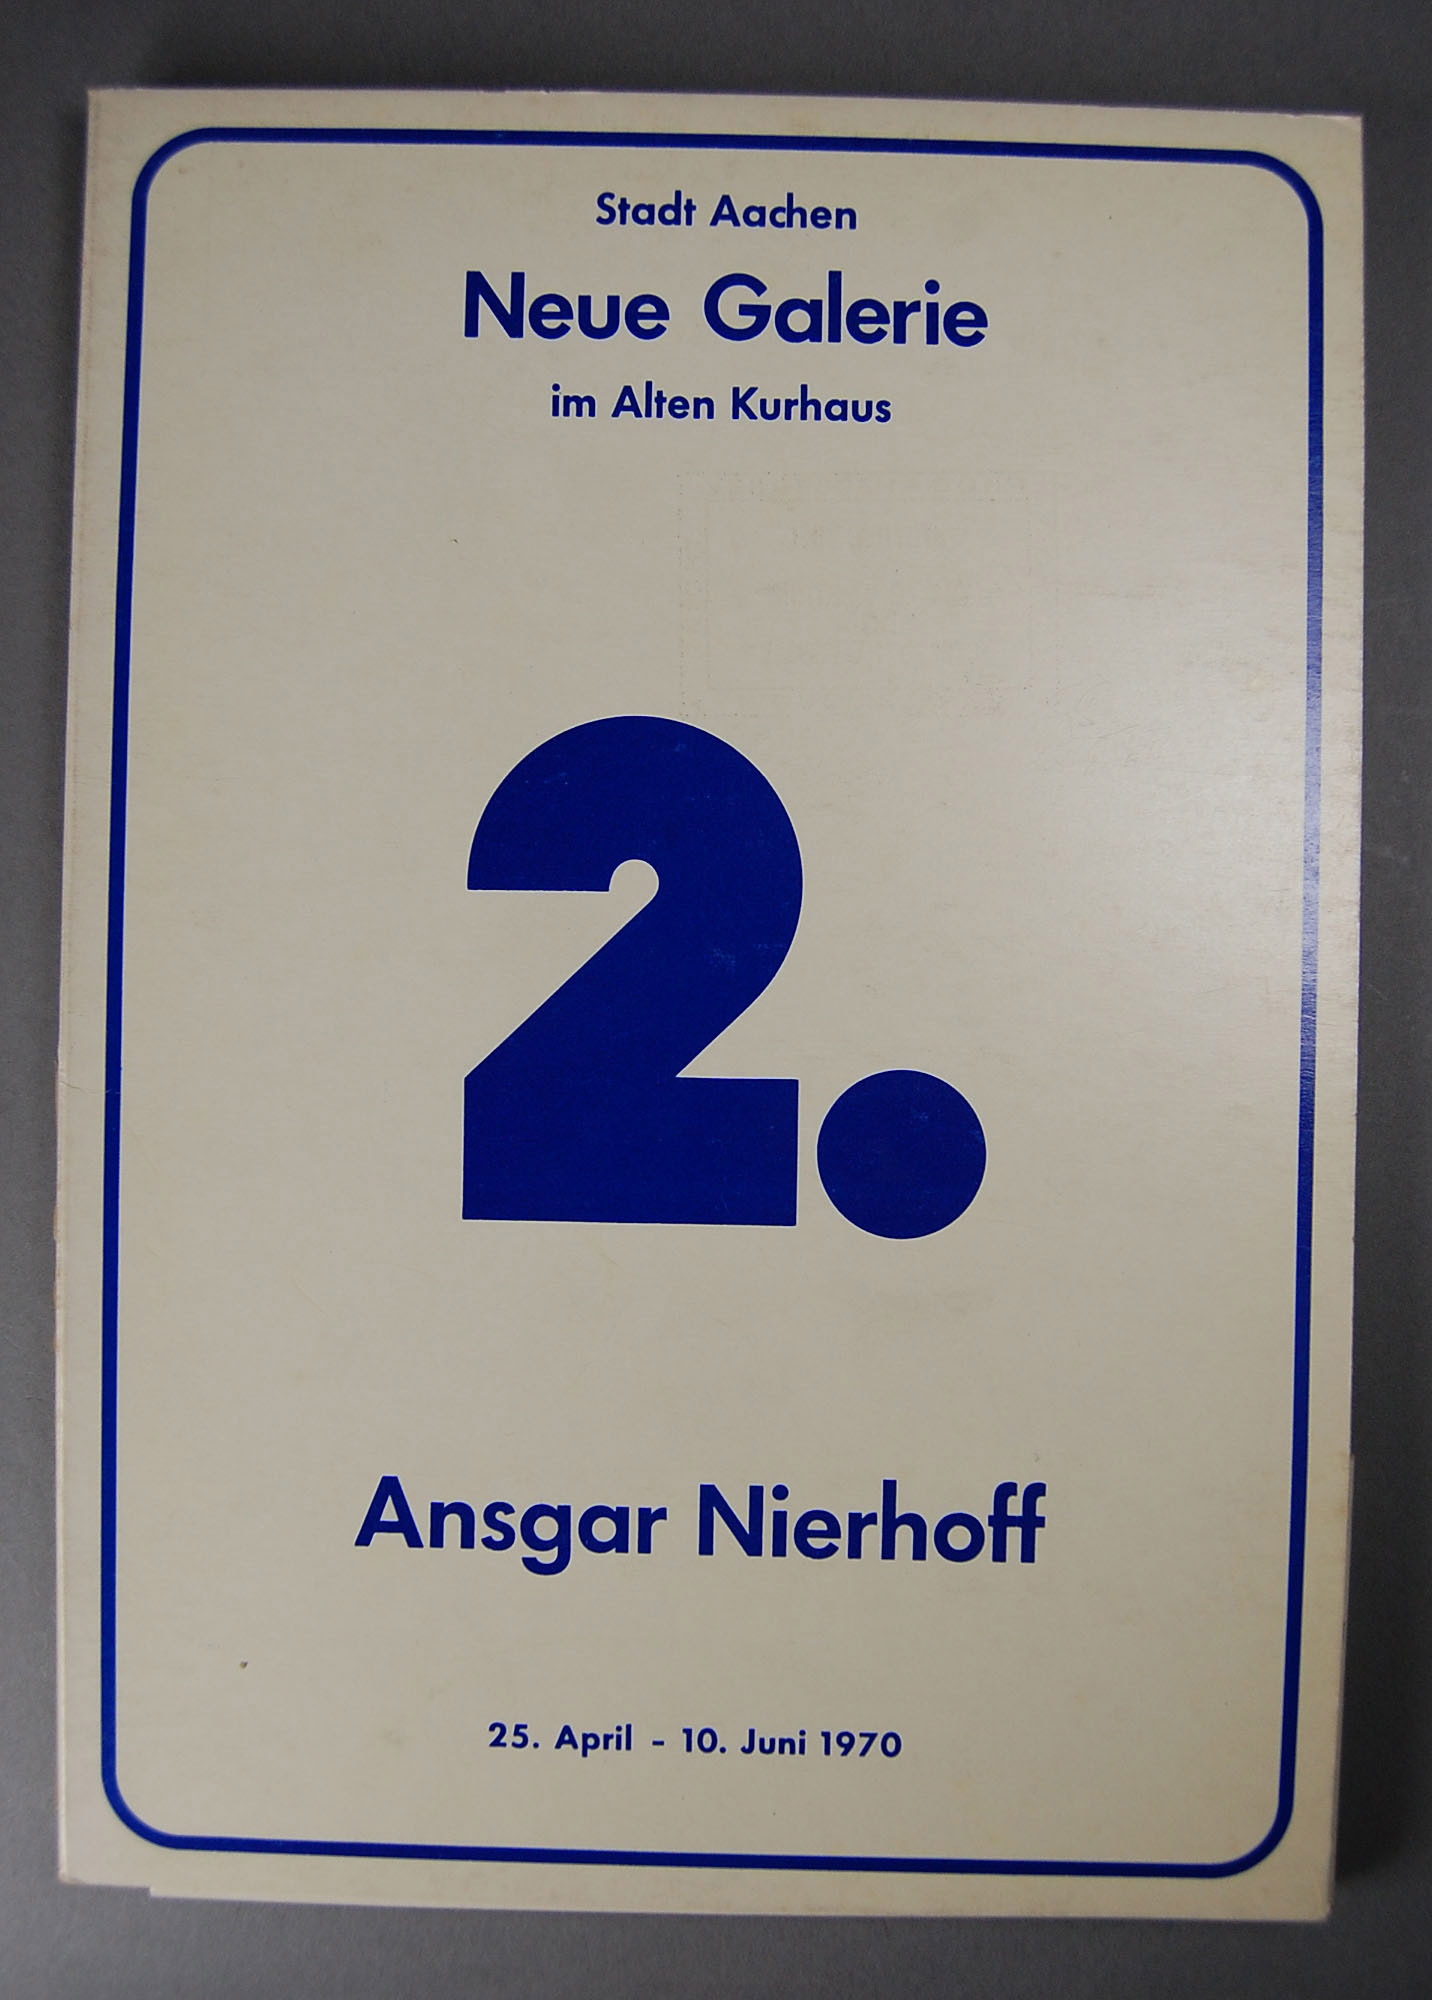 Stadt Aachen
Neue Galerie
im Alten Kurhaus
2.
Ansgar Nierhoff
25. April - 10. Juni 1970